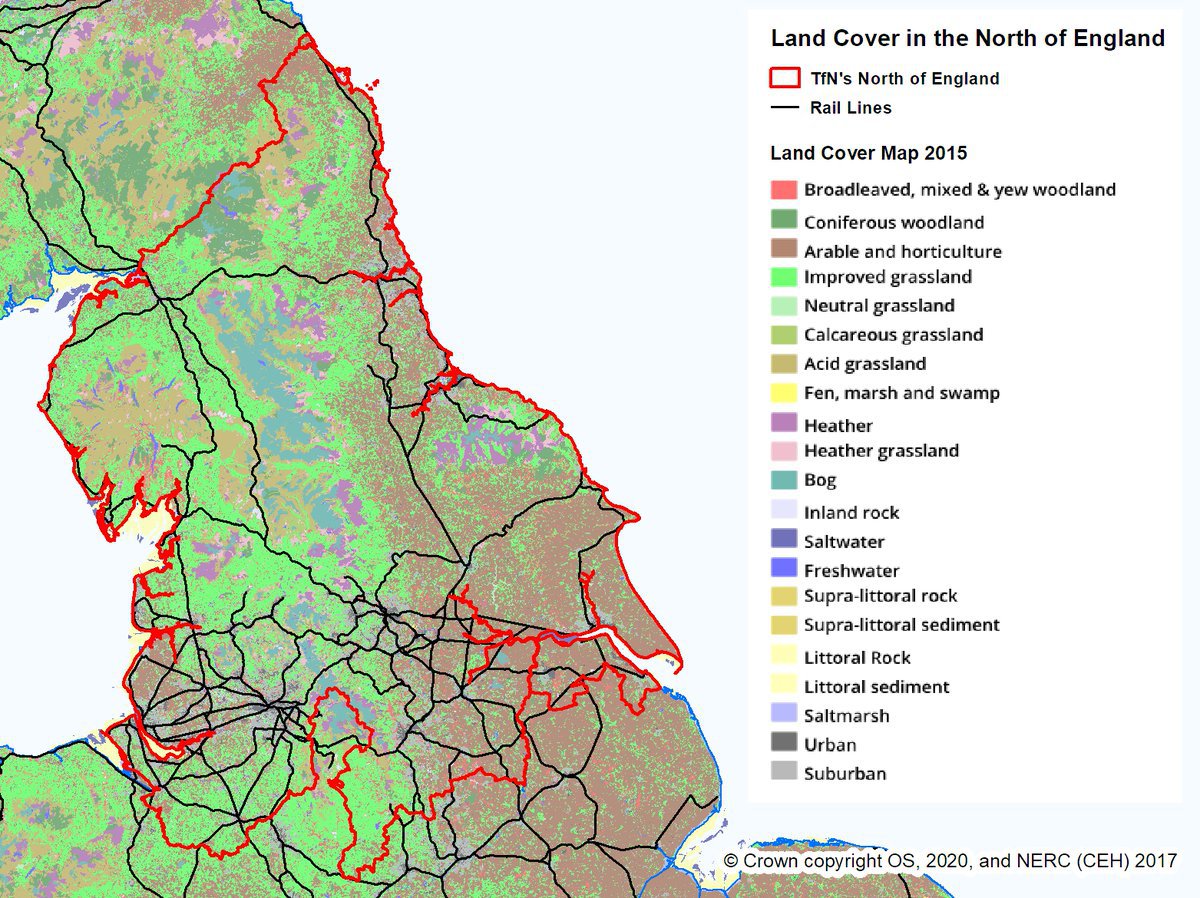 Land Cover in the North of England
TfN's North of England
Rail Lines
Land Cover Map 2015
Broadleaved, mixed & yew woodland
Coniferous woodland
Arable and horticulture
Improved grassland
Neutral grassland
Calcareous grassland
Acid grassland
Fen, marsh and swamp
Heather
Heather grassland
Bog
Inland rock
Saltwater
Freshwater
Supra-littoral rock
Supra-littoral sediment
Littoral Rock
Littoral sediment
Saltmarsh
Urban
Suburban
© Crown copyright OS, 2020, and NERC (CEH) 2017